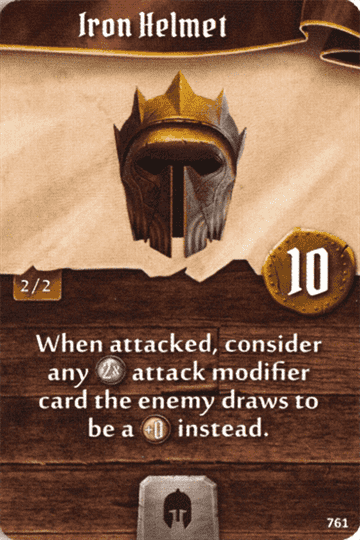 Iron Helmet
10
2/2
When attacked, consider
any 2x attack modifier
card the enemy draws to
be a +0 instead.
761